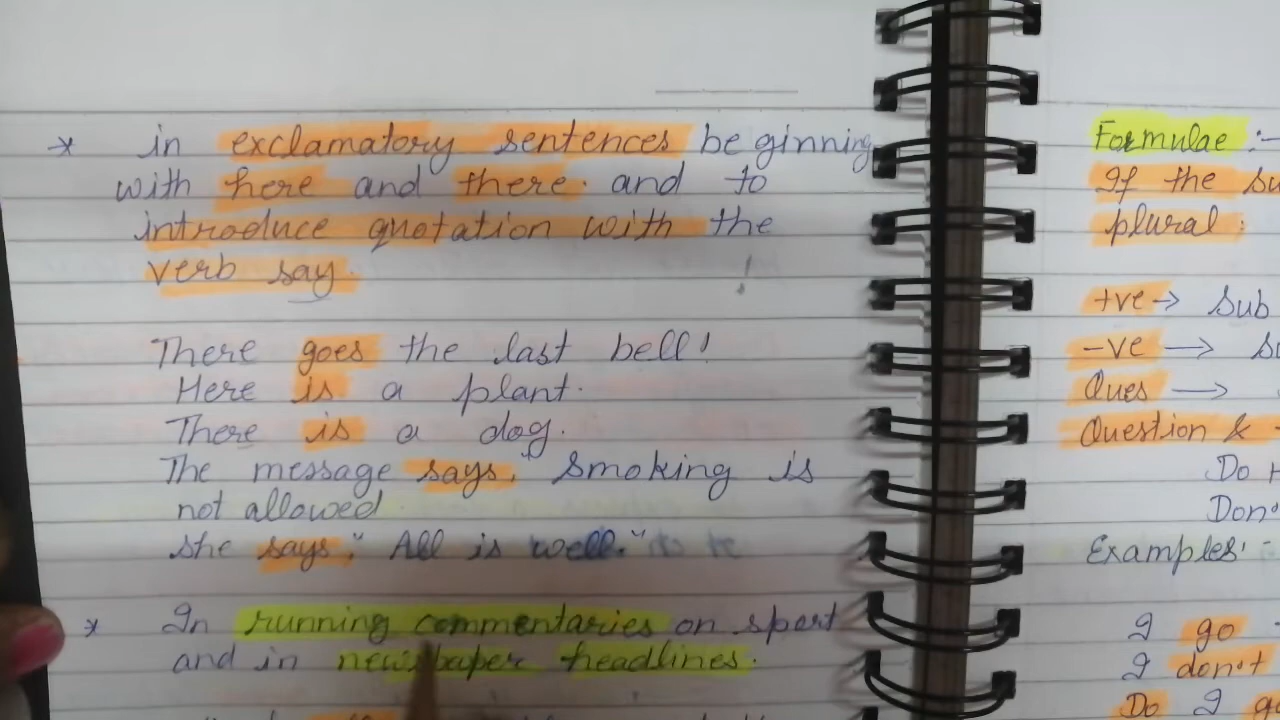 * in exclamatory sentences beginning
with here and there. and to
introduce quotation with the
verb say.
!
There goes the last bell!
Here is a plant.
There is a dog.
The message says, "Smoking is
not allowed
She says," All is well."
* In running commentaries on sport
and in newspaper headlines.
Formulae :-
If the
plural :
+ve → Sub
-ve →
Ques →
Question &
Do
Examples:-
I go
I don't
Do I